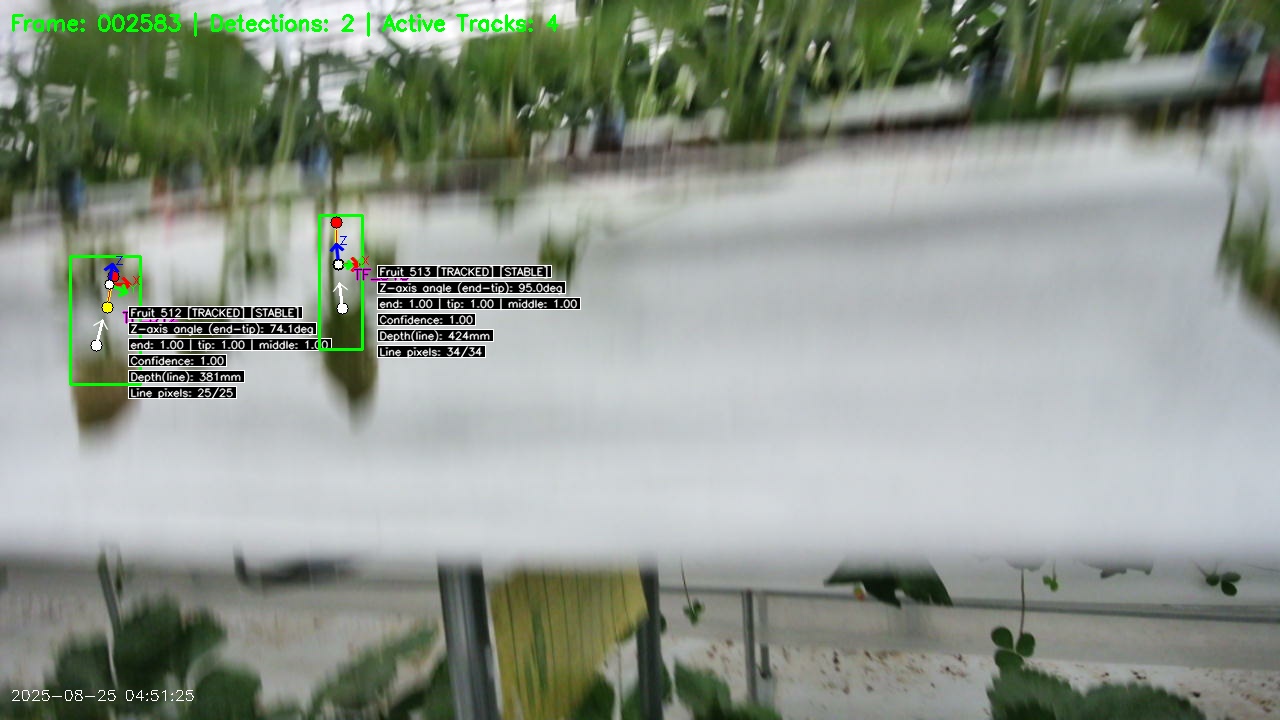 Frame: 002583 | Detections: 2 | Active Tracks: 4
Z
X
Fruit 512 [TRACKED] [STABLE]
Z-axis angle (end-tip): 74.1deg
end: 1.00 | tip: 1.00 | middle: 1.00
Confidence: 1.00
Depth(line): 381mm
Line pixels: 25/25
Z
X
Fruit 513 [TRACKED] [STABLE]
Z-axis angle (end-tip): 95.0deg
end: 1.00 | tip: 1.00 | middle: 1.00
Confidence: 1.00
Depth(line): 424mm
Line pixels: 34/34
2025-08-25 04:51:25